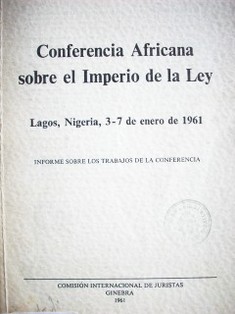 Conferencia Africana
sobre el Imperio de la Ley
Lagos, Nigeria, 3-7 de enero de 1961
INFORME SOBRE LOS TRABAJOS DE LA CONFERENCIA
COMISIÓN INTERNACIONAL DE JURISTAS
GINEBRA
1961